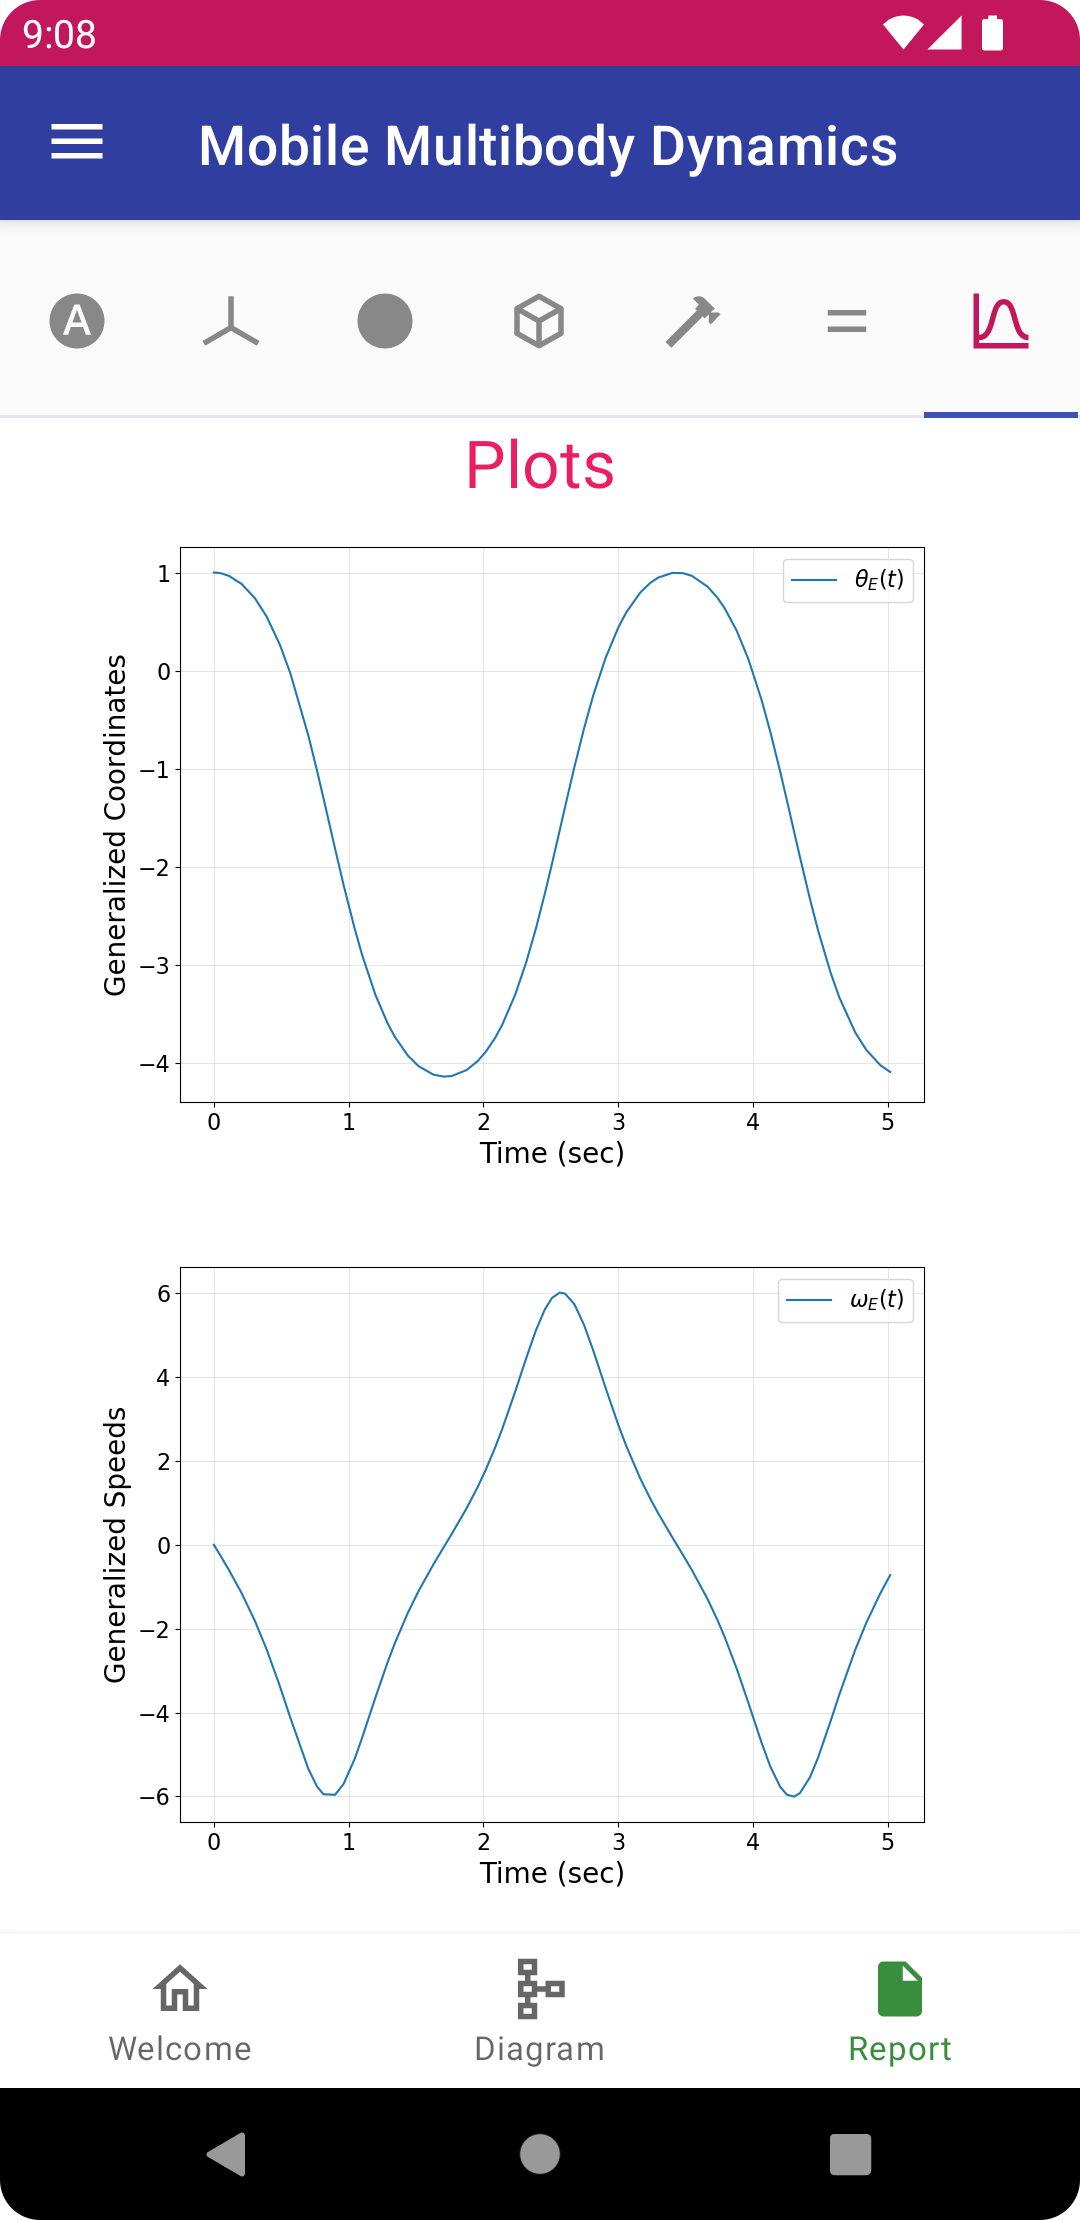 9:08
Mobile Multibody Dynamics
A
Plots
θE(t)
Generalized Coordinates
1
0
−1
−2
−3
−4
0 1 2 3 4 5
Time (sec)
ωE(t)
Generalized Speeds
6
4
2
0
−2
−4
−6
0 1 2 3 4 5
Time (sec)
Welcome Diagram Report